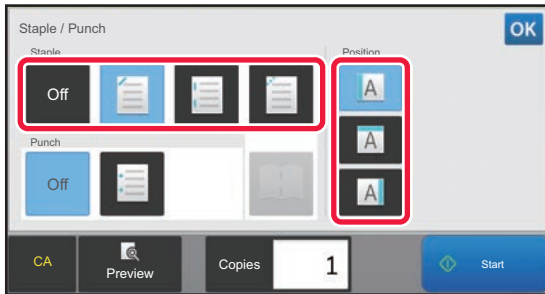 Staple / Punch
OK
Staple
Position
Off
A
A
A
Punch
Off
CA
Preview
Copies
1
Start